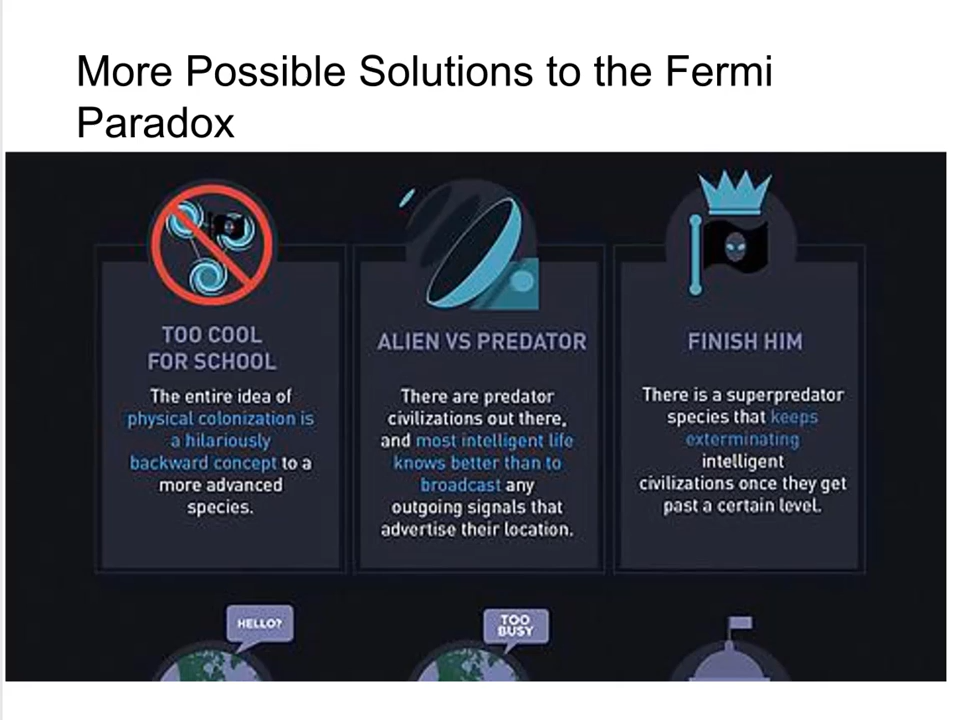 More Possible Solutions to the Fermi
Paradox
TOO COOL
FOR SCHOOL
The entire idea of
physical colonization is
a hilariously
backward concept to a
more advanced
species.
ALIEN VS PREDATOR
There are predator
civilizations out there,
and most intelligent life
knows better than to
broadcast any
outgoing signals that
advertise their location.
FINISH HIM
There is a superpredator
species that keeps
exterminating
intelligent
civilizations once they get
past a certain level.
HELLO?
TOO
BUSY